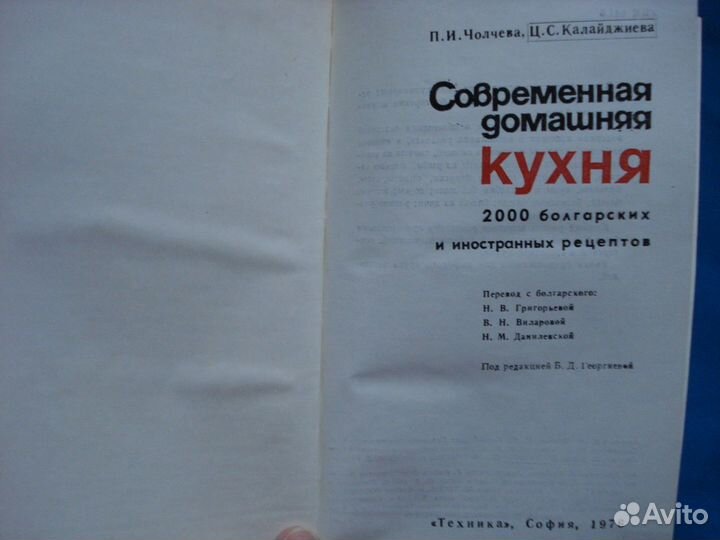 П. И. Чолчева, Ц. С. Калайджиева
Современная
домашняя
кухня
2000 болгарских
и иностранных рецептов
Перевод с болгарского:
Н. В. Григорьевой
В. Н. Виларовой
Н. М. Данилевской
Под редакцией Б. Д. Георгиевой
«Техника», София,
Avito